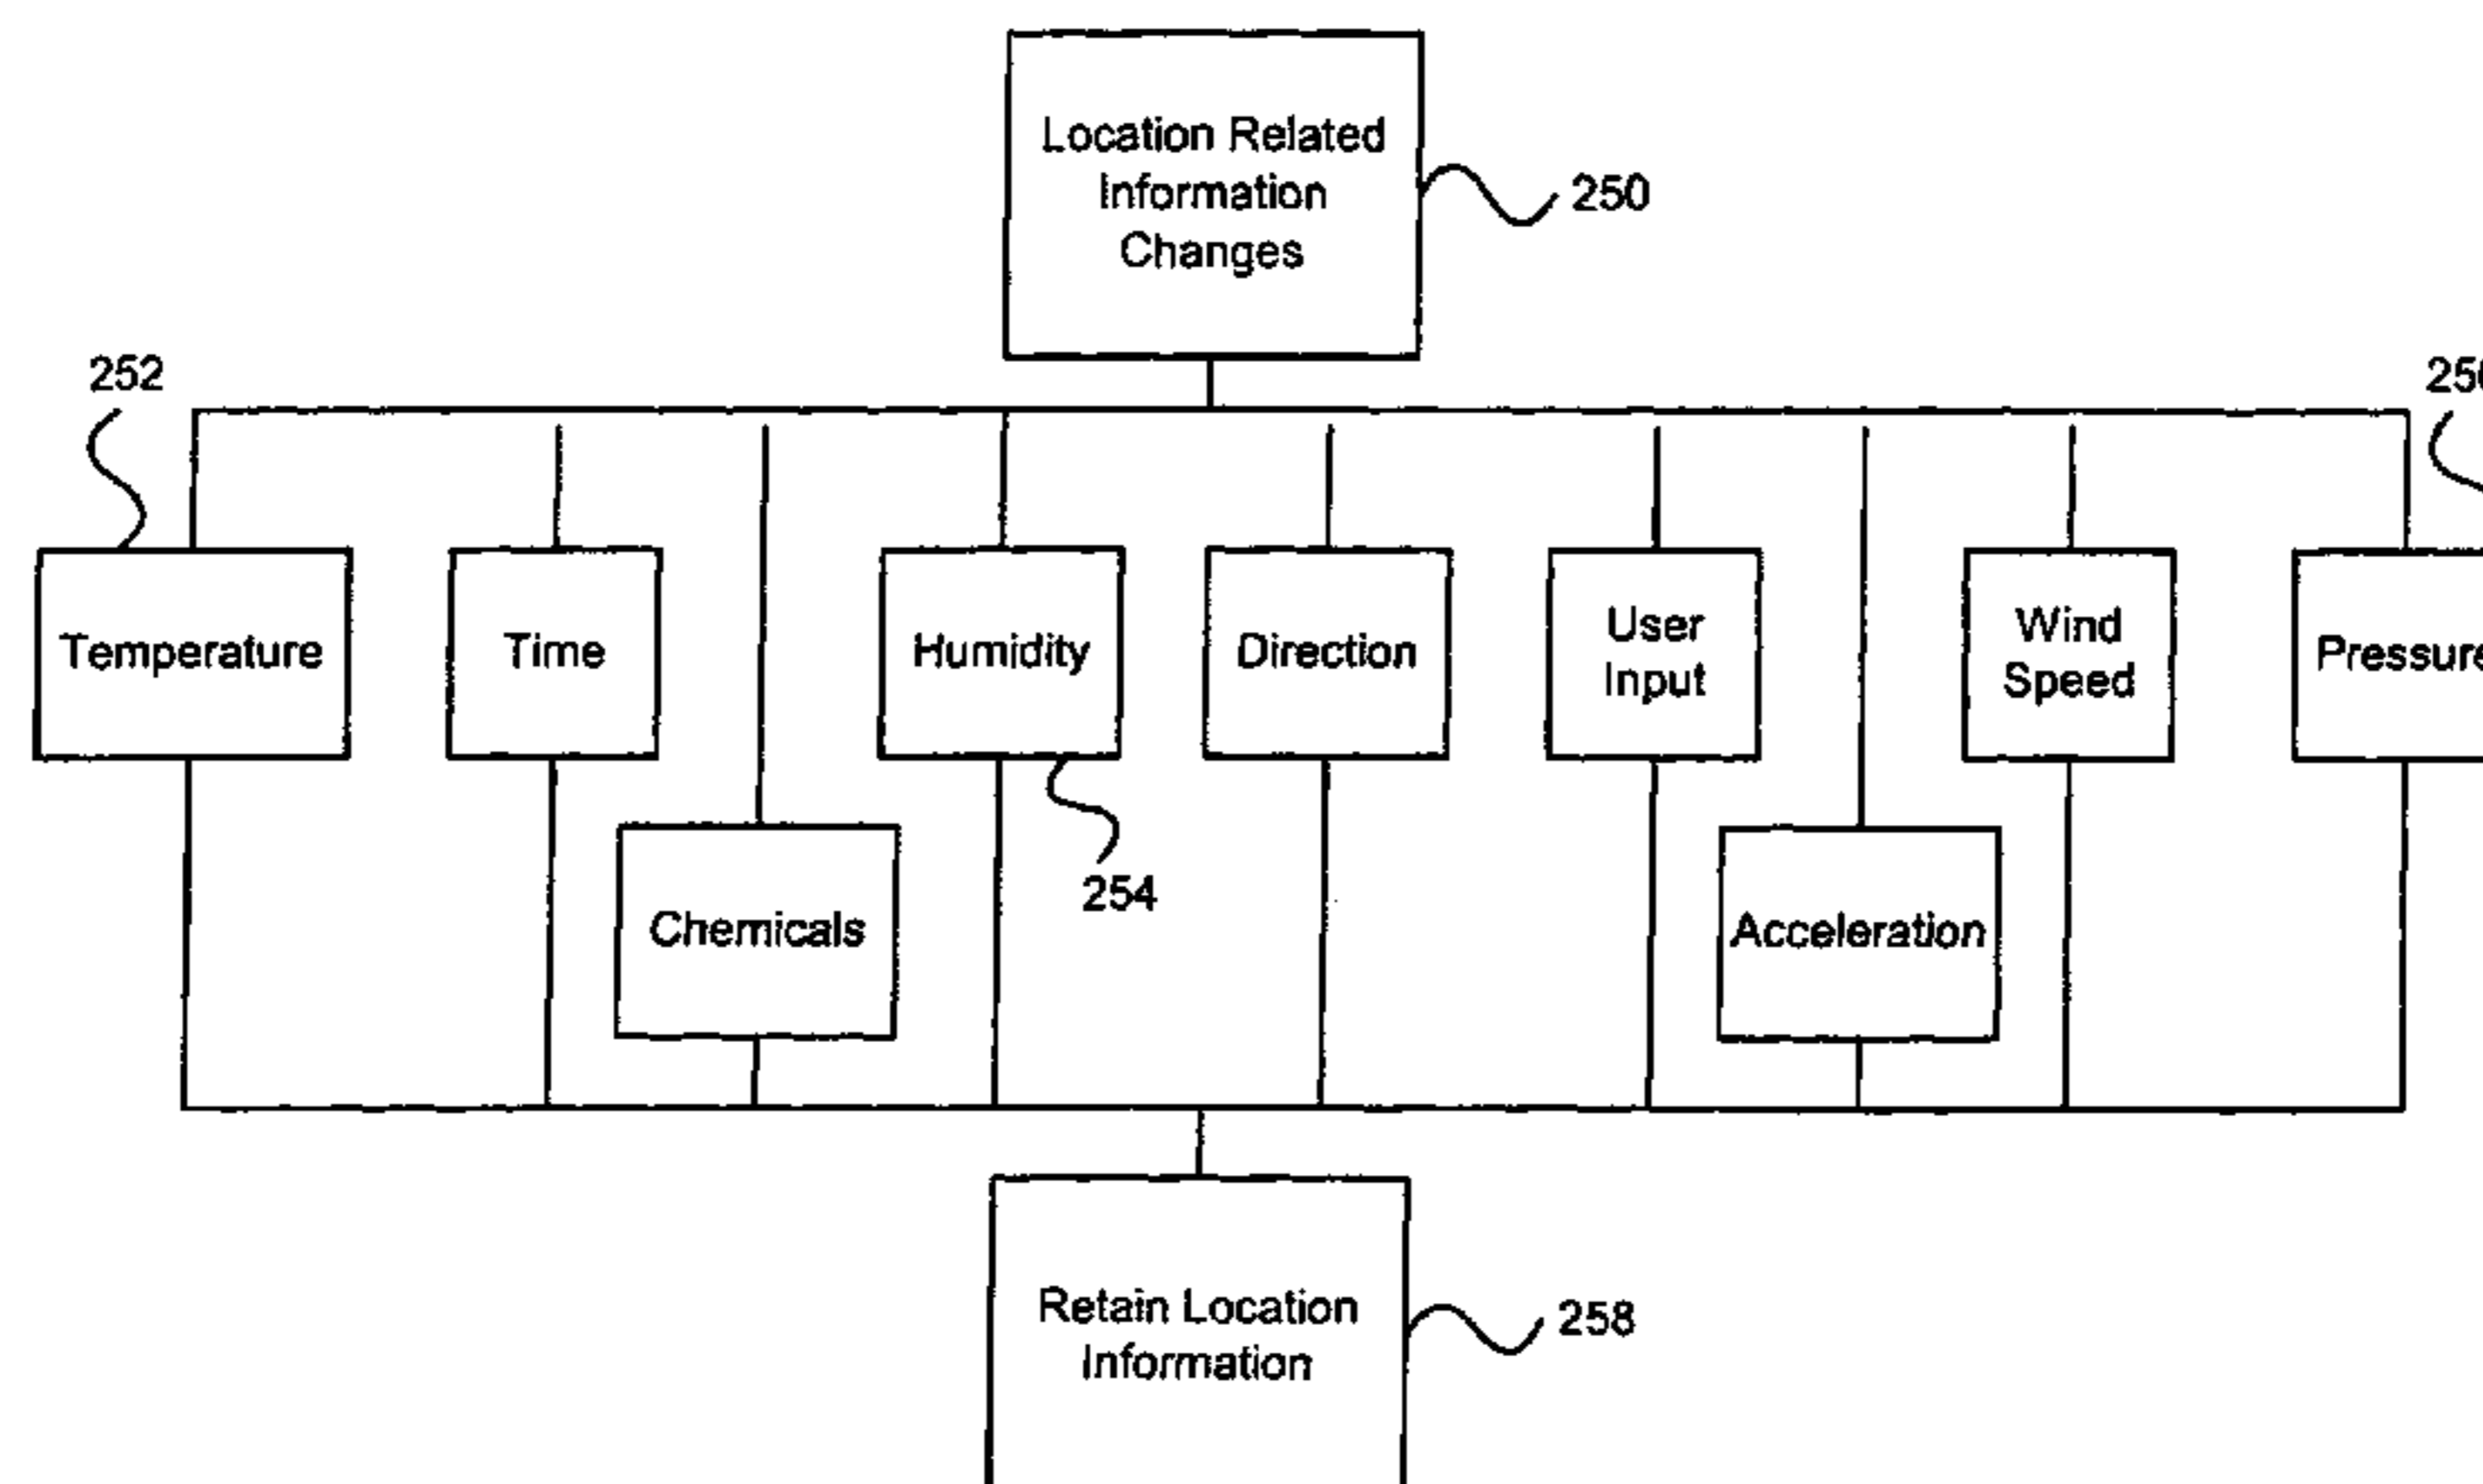 Location Related
Information
Changes
250
252
Temperature
Time
Humidity
Direction
User
Input
Wind
Speed
Pressure
254
Chemicals
Acceleration
Retain Location
Information
258